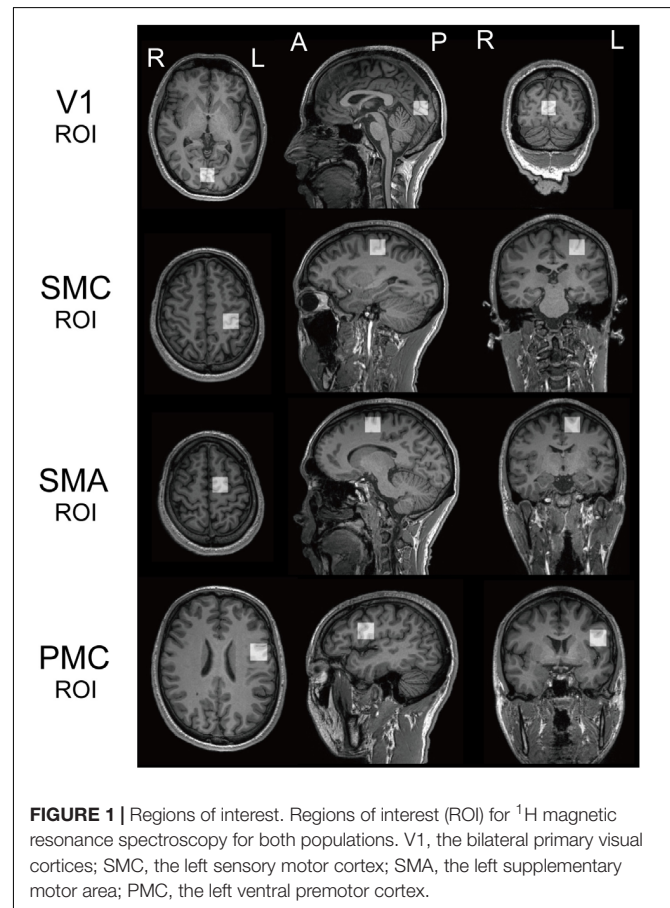 R L A P R L
V1
ROI
SMC
ROI
SMA
ROI
PMC
ROI
FIGURE 1 | Regions of interest. Regions of interest (ROI) for ¹H magnetic
resonance spectroscopy for both populations. V1, the bilateral primary visual
cortices; SMC, the left sensory motor cortex; SMA, the left supplementary
motor area; PMC, the left ventral premotor cortex.